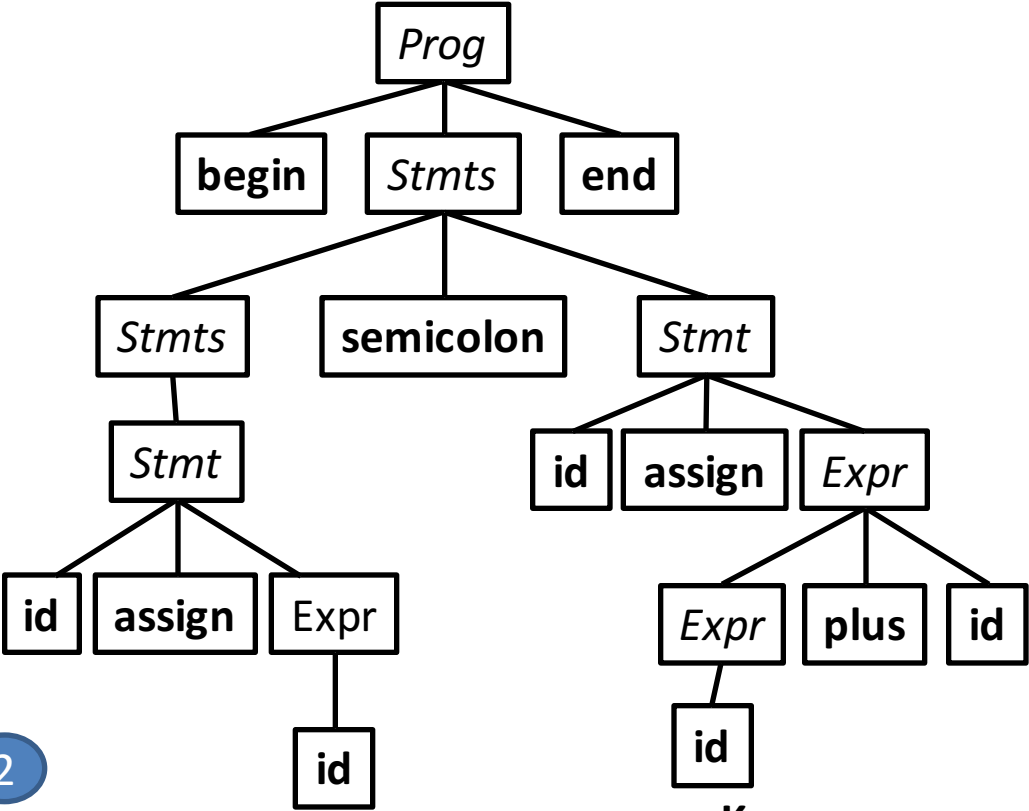 Prog
begin Stmts end
Stmts semicolon Stmt
Stmt id assign Expr
id assign Expr Expr plus id
id id
2